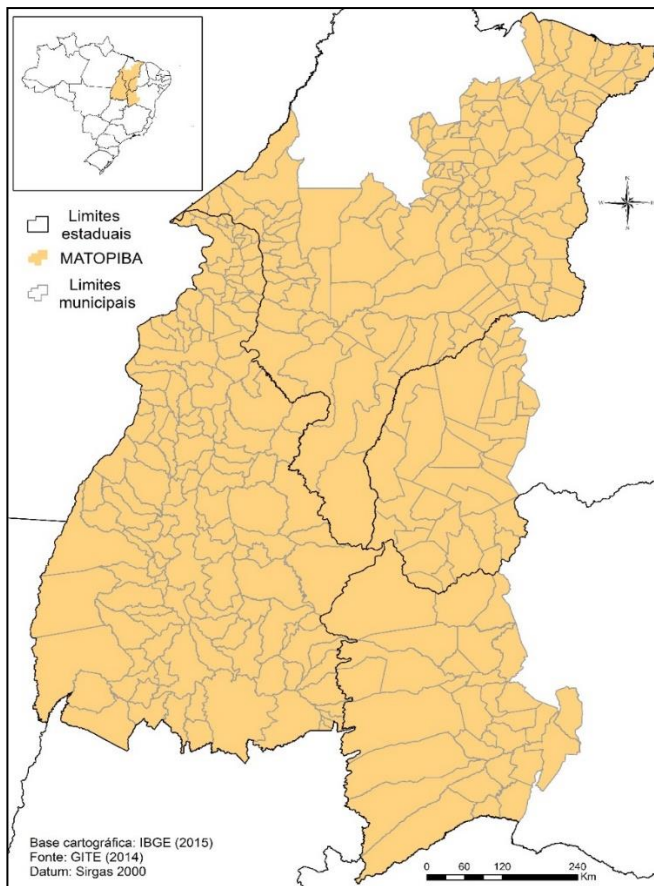 Limites
estaduais
MATOPIBA
Limites
municipais
N
W
E
S
Base cartográfica: IBGE (2015)
Fonte: GITE (2014)
Datum: Sirgas 2000
0 30 60 120 240
Km